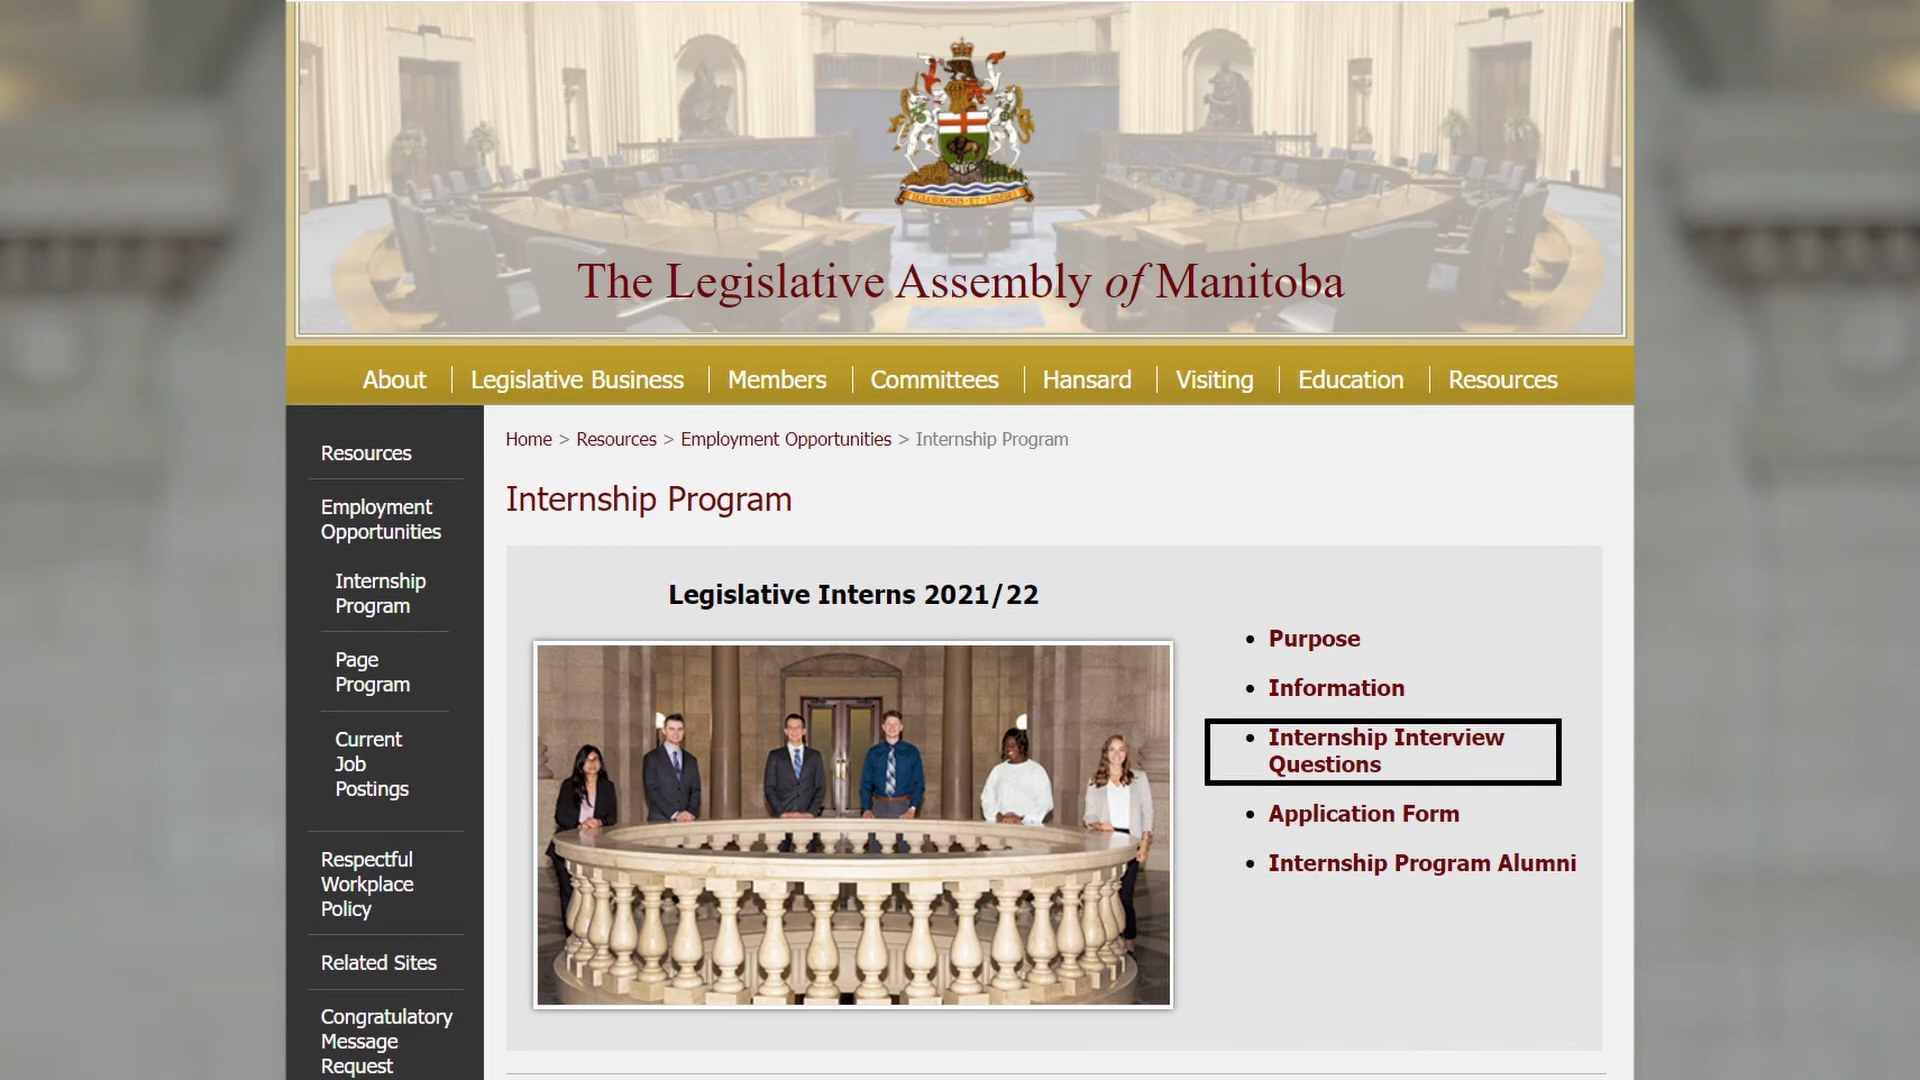 The Legislative Assembly of Manitoba
About
Legislative Business
Members
Committees
Hansard
Visiting
Education
Resources
Resources
Employment
Opportunities
Internship
Program
Page
Program
Current
Job
Postings
Respectful
Workplace
Policy
Related Sites
Congratulatory
Message
Request
Home > Resources > Employment Opportunities > Internship Program
Internship Program
Legislative Interns 2021/22
• Purpose
• Information
• Internship Interview
Questions
• Application Form
• Internship Program Alumni